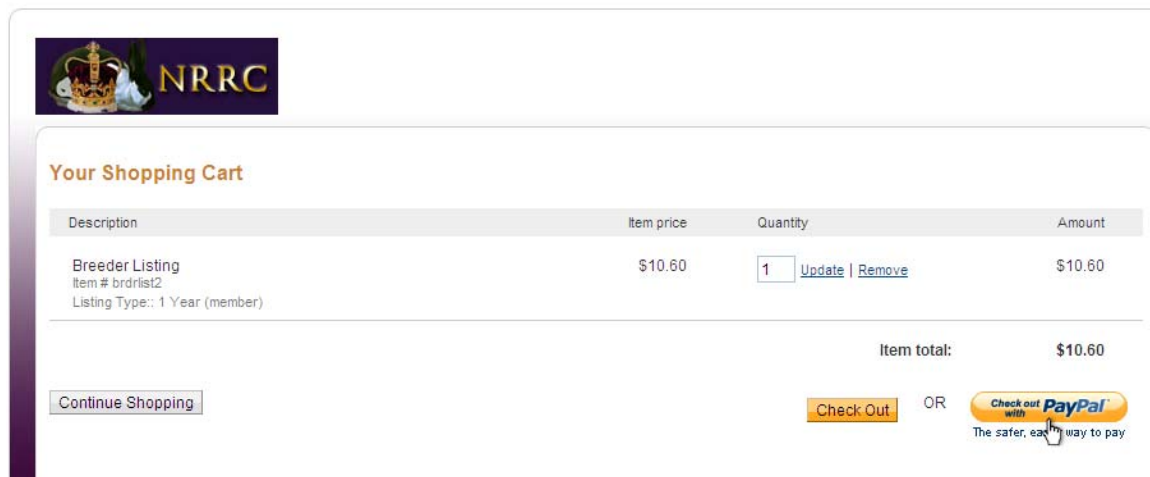 NRRC
Your Shopping Cart
Description Item price Quantity Amount
Breeder Listing $10.60 1 Update | Remove $10.60
Item # brdrlist2
Listing Type:: 1 Year (member)
Item total: $10.60
Continue Shopping Check Out OR Check out with PayPal
The safer, way to pay